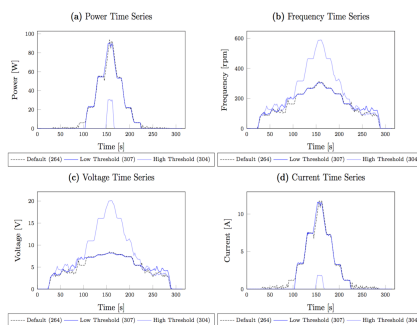 (a) Power Time Series
(b) Frequency Time Series
Power [W]
100
80
60
40
20
0
0 50 100 150 200 250 300
Time [s]
Default (264) Low Threshold (307) High Threshold (304)
Frequency [rpm]
600
400
200
0
0 50 100 150 200 250 300
Time [s]
Default (264) Low Threshold (307) High Threshold (304)
(c) Voltage Time Series
(d) Current Time Series
Voltage [V]
20
15
10
5
0
0 50 100 150 200 250 300
Time [s]
Default (264) Low Threshold (307) High Threshold (304)
Current [A]
10
5
0
0 50 100 150 200 250 300
Time [s]
Default (264) Low Threshold (307) High Threshold (304)